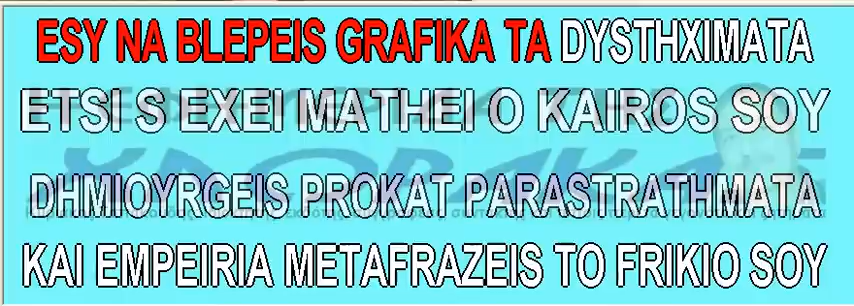 ESY NA BLEPEIS GRAFIKA TA DYSTHXIMATA
ETSI S EXEI MATHEI O KAIROS SOY
DHMIOYRGEIS PROKAT PARASTRATHMATA
KAI EMPEIRIA METAFRAZEIS TO FRIKIO SOY